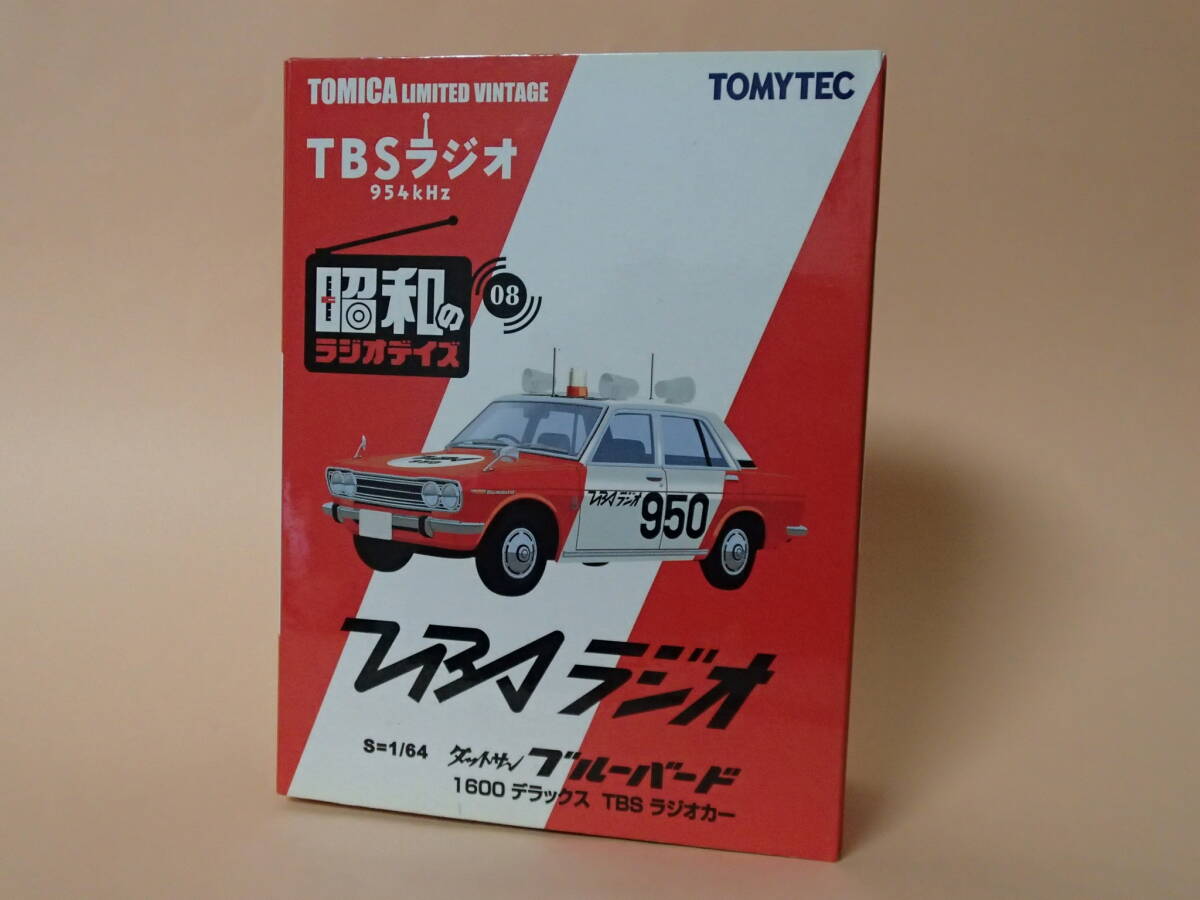 TOMICA LIMITED VINTAGE
TOMYTEC
TBSラジオ
954kHz
昭和の
ラジオデイズ
08
TBSラジオ
950
TBSラジオ
S=1/64 ダットサン ブルーバード
1600 デラックス TBS ラジオカー